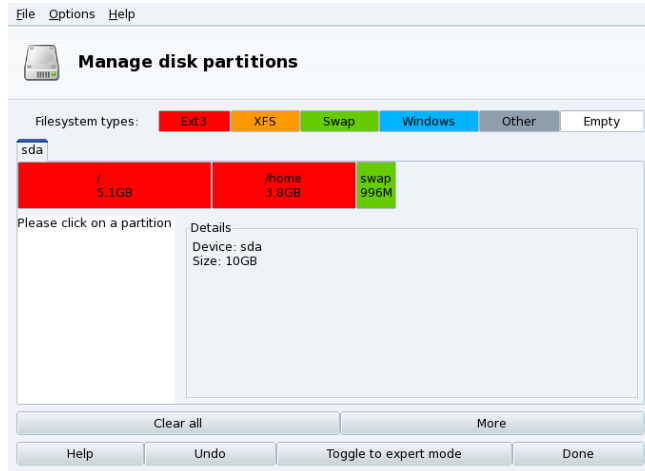 File Options Help
Manage disk partitions
Filesystem types: Ext3 XFS Swap Windows Other Empty
sda
/ /home swap
5.1GB 3.8GB 996M
Please click on a partition
Details
Device: sda
Size: 10GB
Clear all More
Help Undo Toggle to expert mode Done